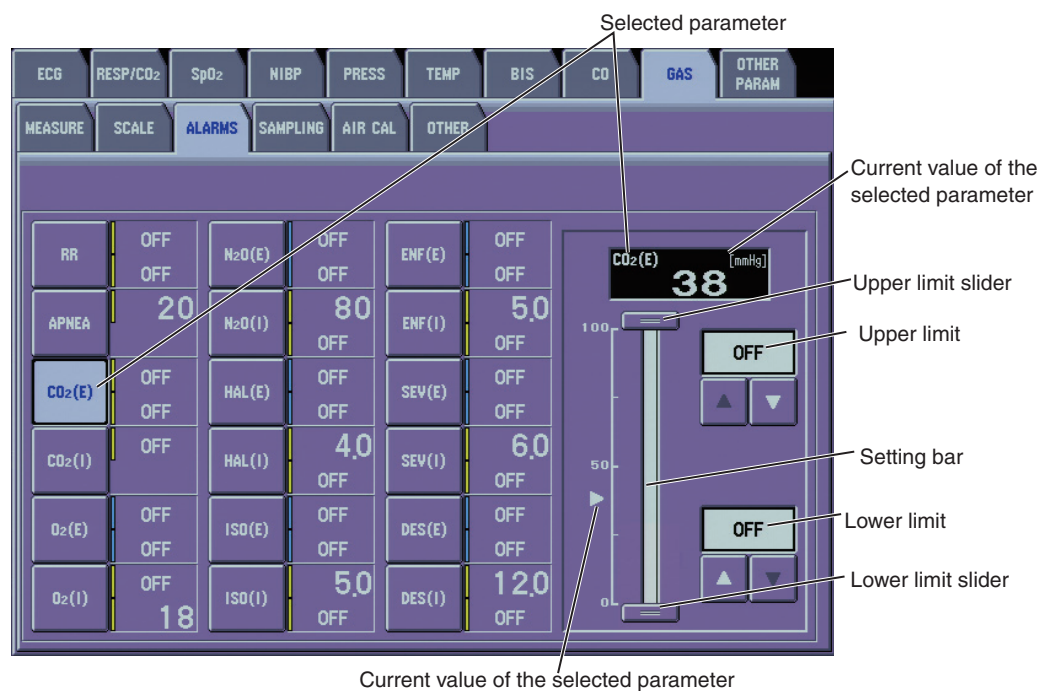 Selected parameter
ECG RESP/CO2 SpO2 NIBP PRESS TEMP BIS CO GAS OTHER PARAM
MEASURE SCALE ALARMS SAMPLING AIR CAL OTHER
Current value of the
selected parameter
RR OFF OFF N2O(E) OFF OFF ENF(E) OFF OFF
CO2(E) [mmHg]
38
Upper limit slider
APNEA 20 N2O(I) 80 OFF ENF(I) 5.0 OFF
100
Upper limit
OFF
CO2(E) OFF OFF HAL(E) OFF OFF SEV(E) OFF OFF
CO2(I) OFF HAL(I) 4.0 OFF SEV(I) 6.0 OFF
50
Setting bar
O2(E) OFF OFF ISO(E) OFF OFF DES(E) OFF OFF
Lower limit
OFF
O2(I) OFF 18 ISO(I) 5.0 OFF DES(I) 12.0 OFF
0
Lower limit slider
Current value of the selected parameter